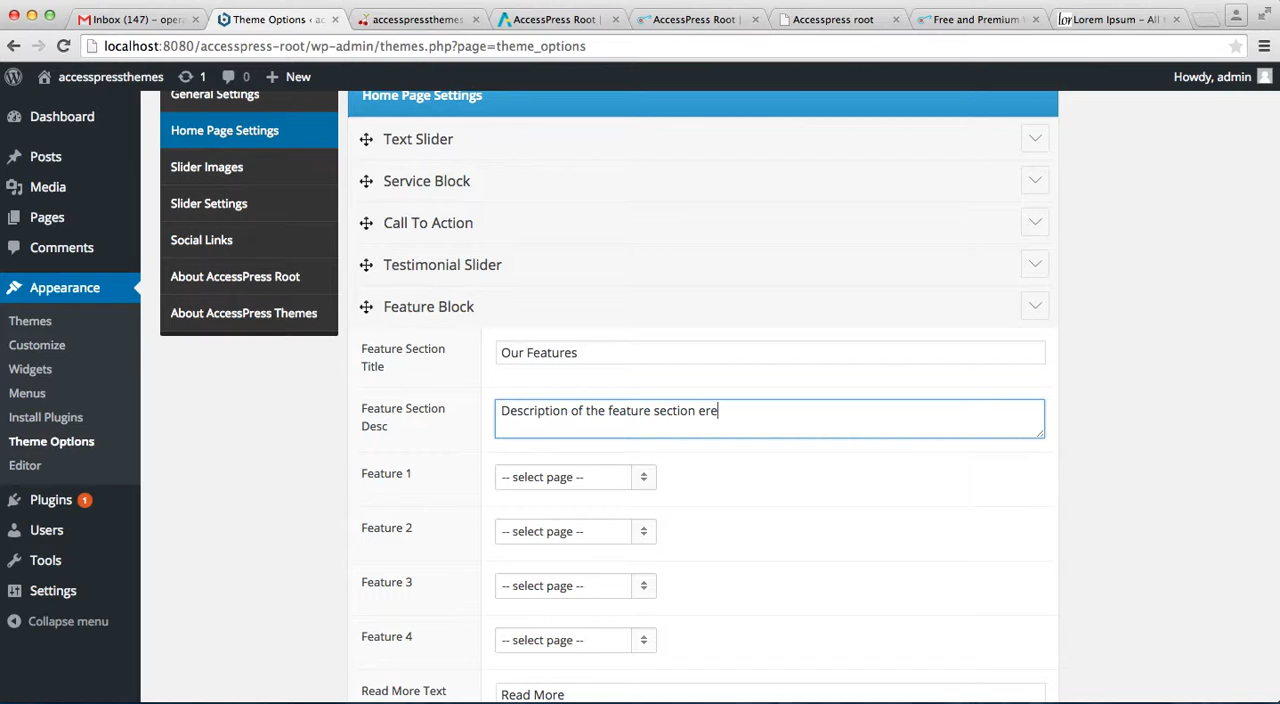 Inbox (147) – opera
Theme Options ‹ ac
accesspressthemes
AccessPress Root |
AccessPress Root |
Accesspress root
Free and Premium
Lorem Ipsum – All t
localhost:8080/accesspress-root/wp-admin/themes.php?page=theme_options
accesspressthemes
1
0
New
Howdy, admin
Dashboard
Posts
Media
Pages
Comments
Appearance
Themes
Customize
Widgets
Menus
Install Plugins
Theme Options
Editor
Plugins 1
Users
Tools
Settings
Collapse menu
General Settings
Home Page Settings
Slider Images
Slider Settings
Social Links
About AccessPress Root
About AccessPress Themes
Home Page Settings
Text Slider
Service Block
Call To Action
Testimonial Slider
Feature Block
Feature Section
Title
Our Features
Feature Section
Desc
Description of the feature section ere
Feature 1
-- select page --
Feature 2
-- select page --
Feature 3
-- select page --
Feature 4
-- select page --
Read More Text
Read More